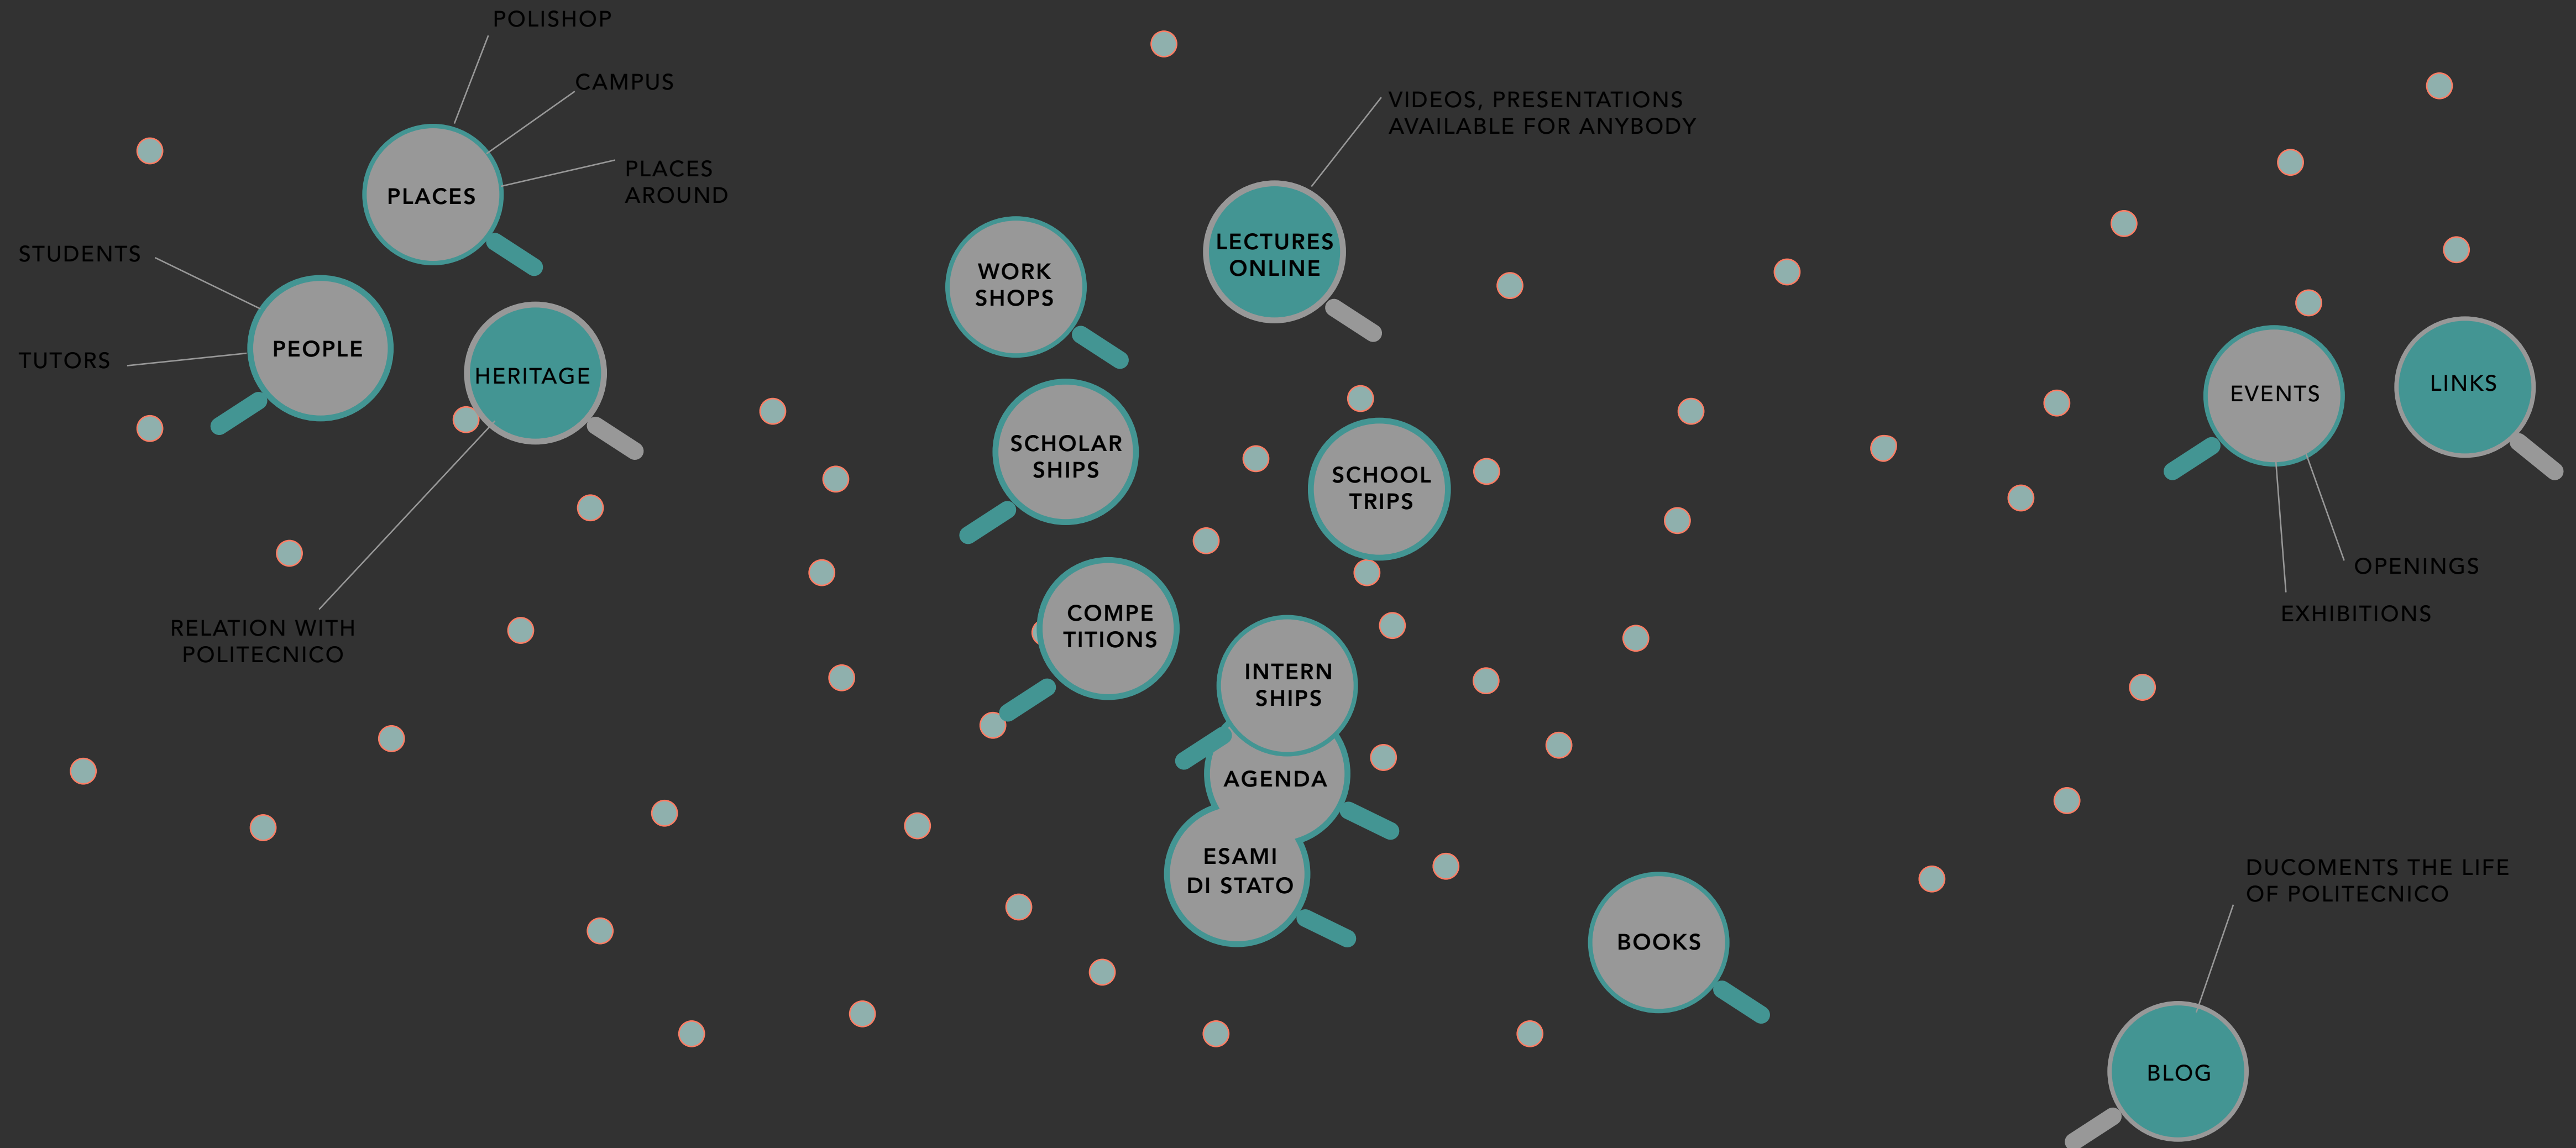 POLISHOP
CAMPUS
PLACES
AROUND
PLACES
STUDENTS
TUTORS
PEOPLE
HERITAGE
RELATION WITH
POLITECNICO
VIDEOS, PRESENTATIONS
AVAILABLE FOR ANYBODY
LECTURES
ONLINE
WORK
SHOPS
SCHOLAR
SHIPS
SCHOOL
TRIPS
COMPE
TITIONS
INTERN
SHIPS
AGENDA
ESAMI
DI STATO
BOOKS
EVENTS
LINKS
OPENINGS
EXHIBITIONS
DUCOMENTS THE LIFE
OF POLITECNICO
BLOG